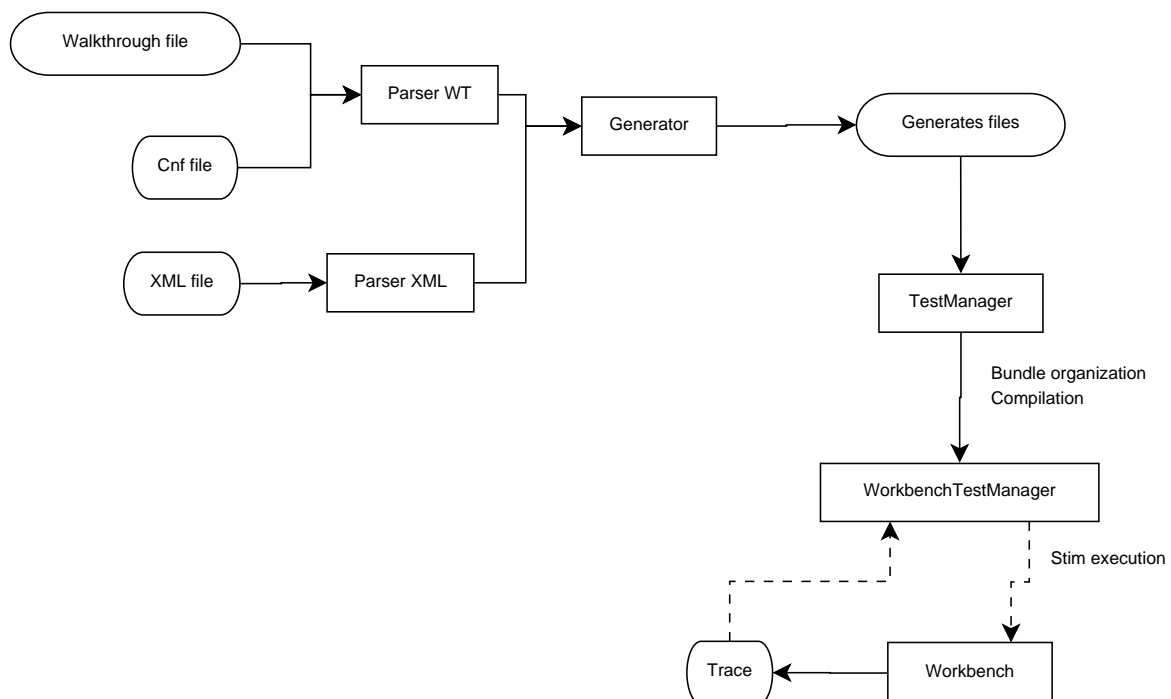 Walkthrough file
Parser WT
Generator
Generates files
Cnf file
XML file
Parser XML
TestManager
Bundle organization
Compilation
WorkbenchTestManager
Stim execution
Trace
Workbench